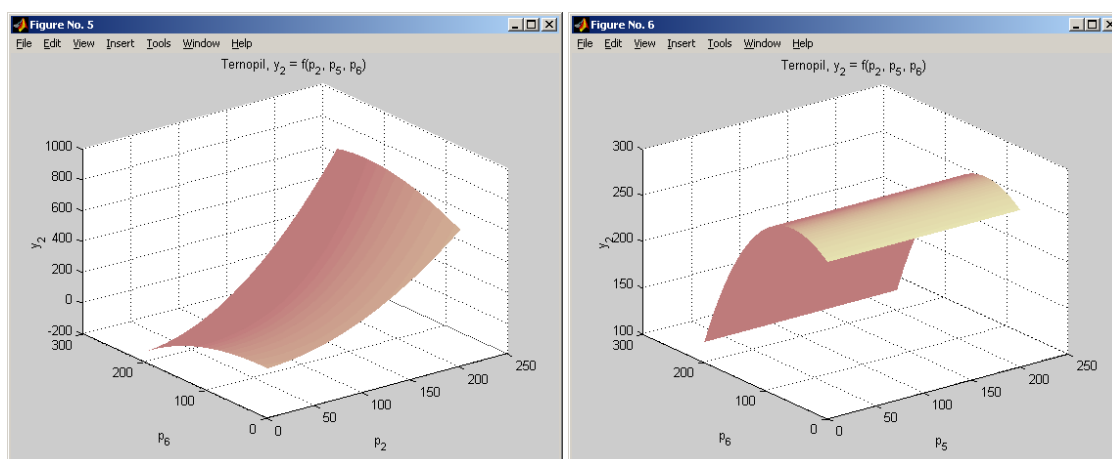 Figure No. 5
File Edit View Insert Tools Window Help
Ternopil, y2 = f(p2, p5, p6)
1000
800
600
400
200
0
-200
y2
300
200
100
0
p6
0
50
100
150
200
250
p2
Figure No. 6
File Edit View Insert Tools Window Help
Ternopil, y2 = f(p2, p5, p6)
300
250
200
150
100
y2
300
200
100
0
p6
0
50
100
150
200
250
p5